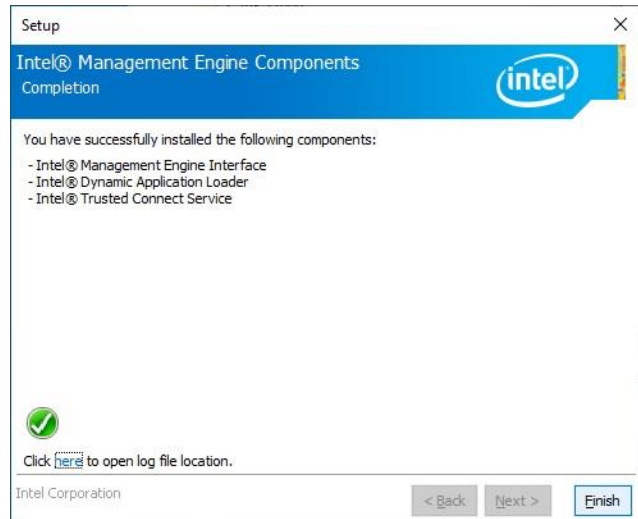 Setup
Intel® Management Engine Components
Completion
intel
You have successfully installed the following components:
- Intel® Management Engine Interface
- Intel® Dynamic Application Loader
- Intel® Trusted Connect Service
Click here to open log file location.
Intel Corporation
< Back Next > Finish